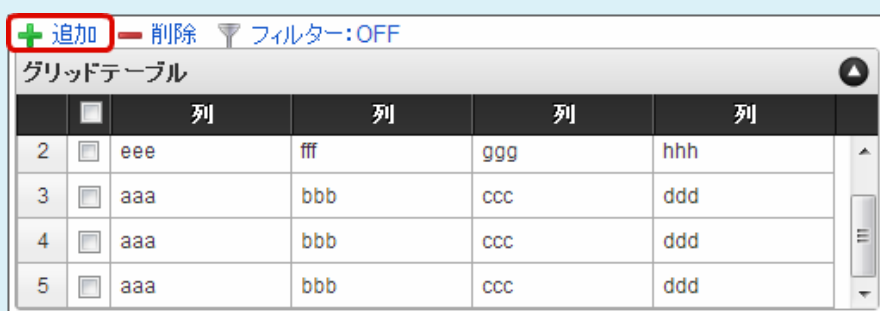 追加 削除 フィルター:OFF
グリッドテーブル
列 列 列 列
2 eee fff ggg hhh
3 aaa bbb ccc ddd
4 aaa bbb ccc ddd
5 aaa bbb ccc ddd